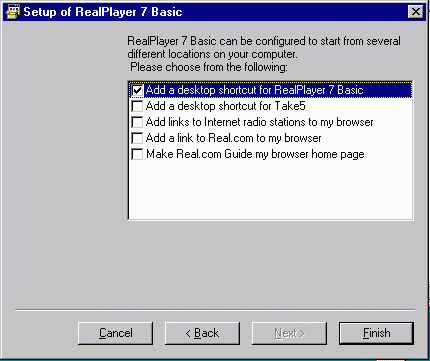 Setup of RealPlayer 7 Basic
RealPlayer 7 Basic can be configured to start from several
different locations on your computer.
Please choose from the following:
Add a desktop shortcut for RealPlayer 7 Basic
Add a desktop shortcut for Take5
Add links to Internet radio stations to my browser
Add a link to Real.com to my browser
Make Real.com Guide my browser home page
Cancel
< Back
Next >
Finish